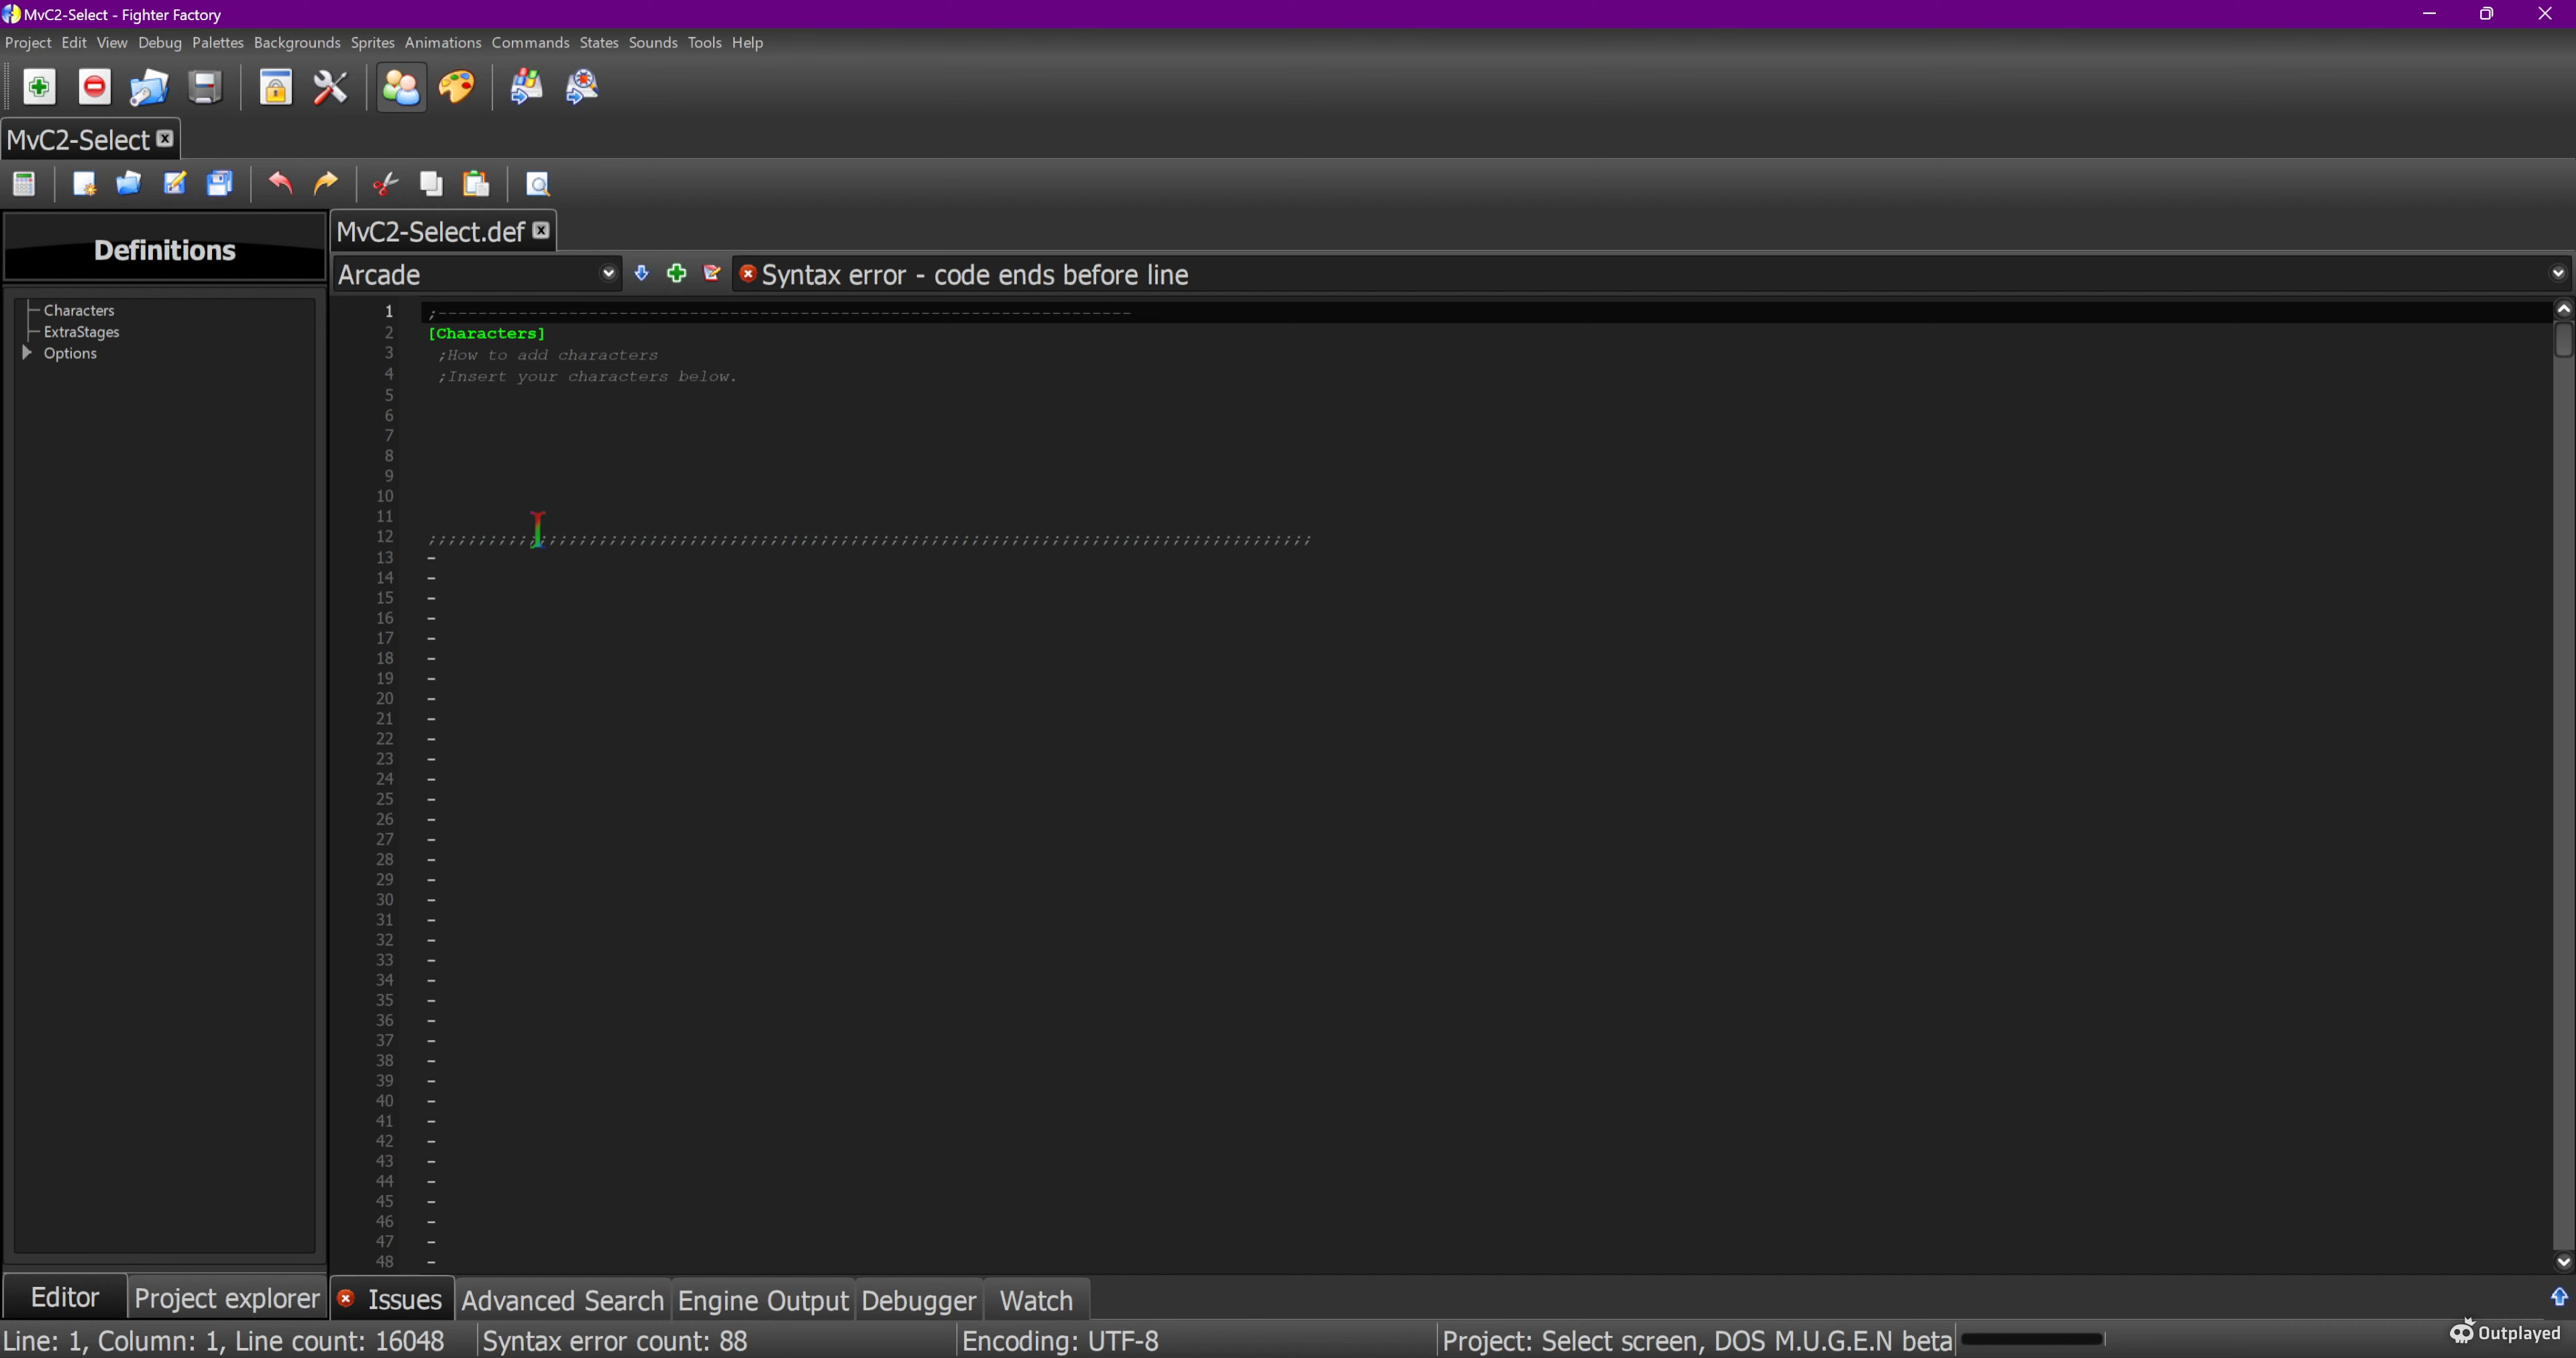 MvC2-Select - Fighter Factory
Project Edit View Debug Palettes Backgrounds Sprites Animations Commands States Sounds Tools Help
MvC2-Select
Definitions
MvC2-Select.def
Arcade
Syntax error - code ends before line
Characters
ExtraStages
Options
1 ;---------------------------------------------------------------------
2 [Characters]
3 ;How to add characters
4 ;Insert your characters below.
5
6
7
8
9
10
11
12 ;;;;;;;;;;;;;;;;;;;;;;;;;;;;;;;;;;;;;;;;;;;;;;;;;;;;;;;;;;;;;;;;;;;;;;;;;;;;;;;;;;;;;;;;
13 -
14 -
15 -
16 -
17 -
18 -
19 -
20 -
21 -
22 -
23 -
24 -
25 -
26 -
27 -
28 -
29 -
30 -
31 -
32 -
33 -
34 -
35 -
36 -
37 -
38 -
39 -
40 -
41 -
42 -
43 -
44 -
45 -
46 -
47 -
48 -
Editor Project explorer Issues Advanced Search Engine Output Debugger Watch
Line: 1, Column: 1, Line count: 16048 Syntax error count: 88 Encoding: UTF-8 Project: Select screen, DOS M.U.G.E.N beta
Outplayed